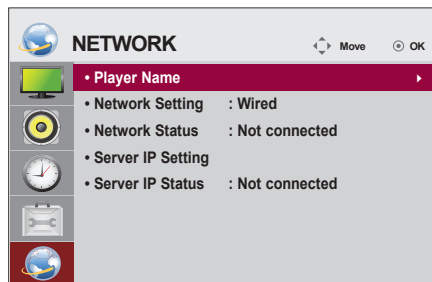 NETWORK Move OK
• Player Name
• Network Setting : Wired
• Network Status : Not connected
• Server IP Setting
• Server IP Status : Not connected